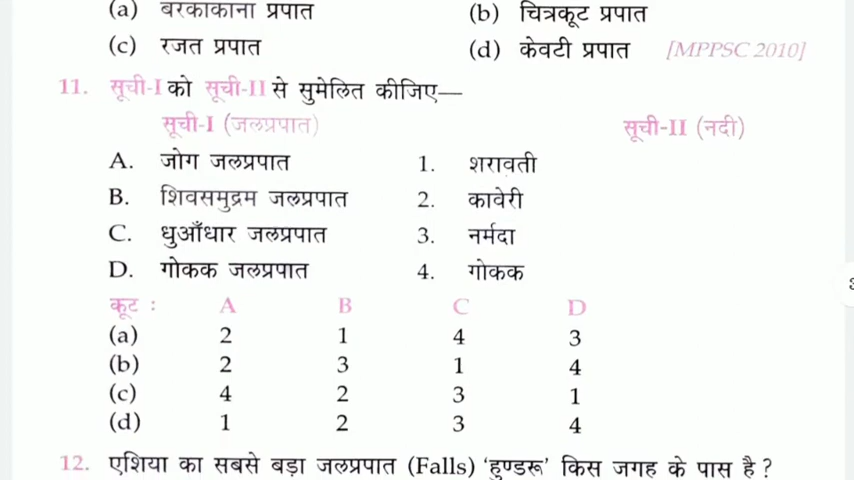 (a) बरकाकाना प्रपात (b) चित्रकूट प्रपात
(c) रजत प्रपात (d) केवटी प्रपात [MPPSC 2010]
11. सूची-I को सूची-II से सुमेलित कीजिए—
सूची-I (जलप्रपात) सूची-II (नदी)
A. जोग जलप्रपात 1. शरावती
B. शिवसमुद्रम जलप्रपात 2. कावेरी
C. धुआँधार जलप्रपात 3. नर्मदा
D. गोकक जलप्रपात 4. गोकक
कूट : A B C D
(a) 2 1 4 3
(b) 2 3 1 4
(c) 4 2 3 1
(d) 1 2 3 4
12. एशिया का सबसे बड़ा जलप्रपात (Falls) 'हुण्डरू' किस जगह के पास है ?